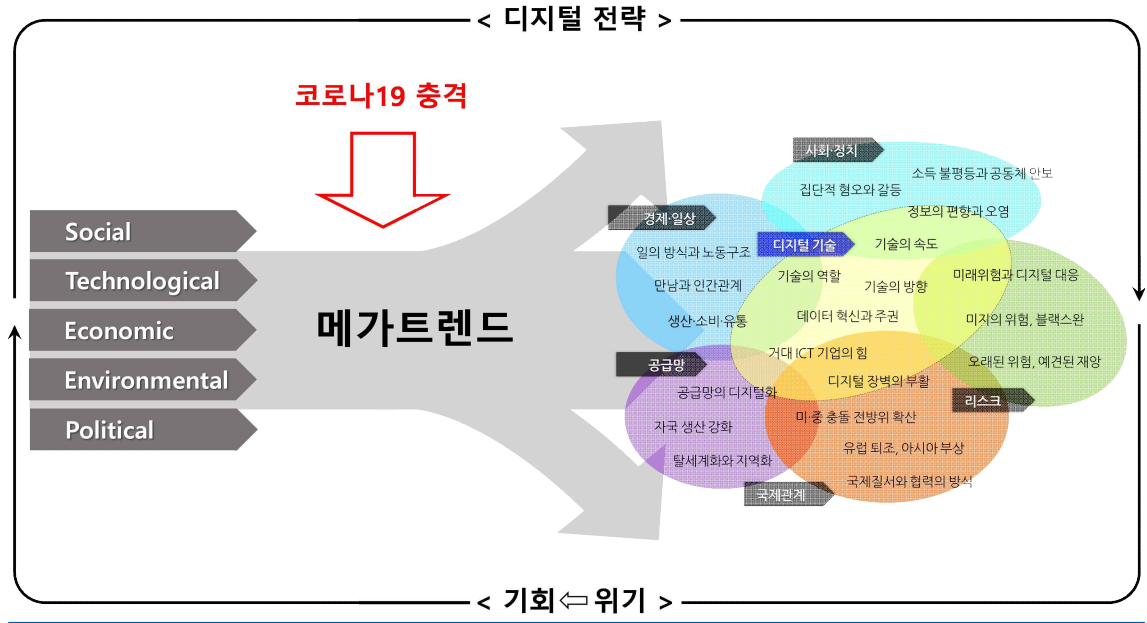 < 디지털 전략 >
코로나19 충격
Social
Technological
Economic
Environmental
Political
메가트렌드
사회·정치
소득 불평등과 공동체 안보
집단적 혐오와 갈등
정보의 편향과 오염
경제·일상
일의 방식과 노동구조
만남과 인간관계
생산·소비·유통
디지털 기술
기술의 속도
기술의 역할
기술의 방향
데이터 혁신과 주권
거대 ICT 기업의 힘
디지털 장벽의 부활
미래위험과 디지털 대응
미지의 위험, 블랙스완
오래된 위험, 예견된 재앙
리스크
공급망
공급망의 디지털화
자국 생산 강화
탈세계화와 지역화
미·중 충돌 전방위 확산
유럽 퇴조, 아시아 부상
국제질서와 협력의 방식
국제관계
< 기회⇦위기 >